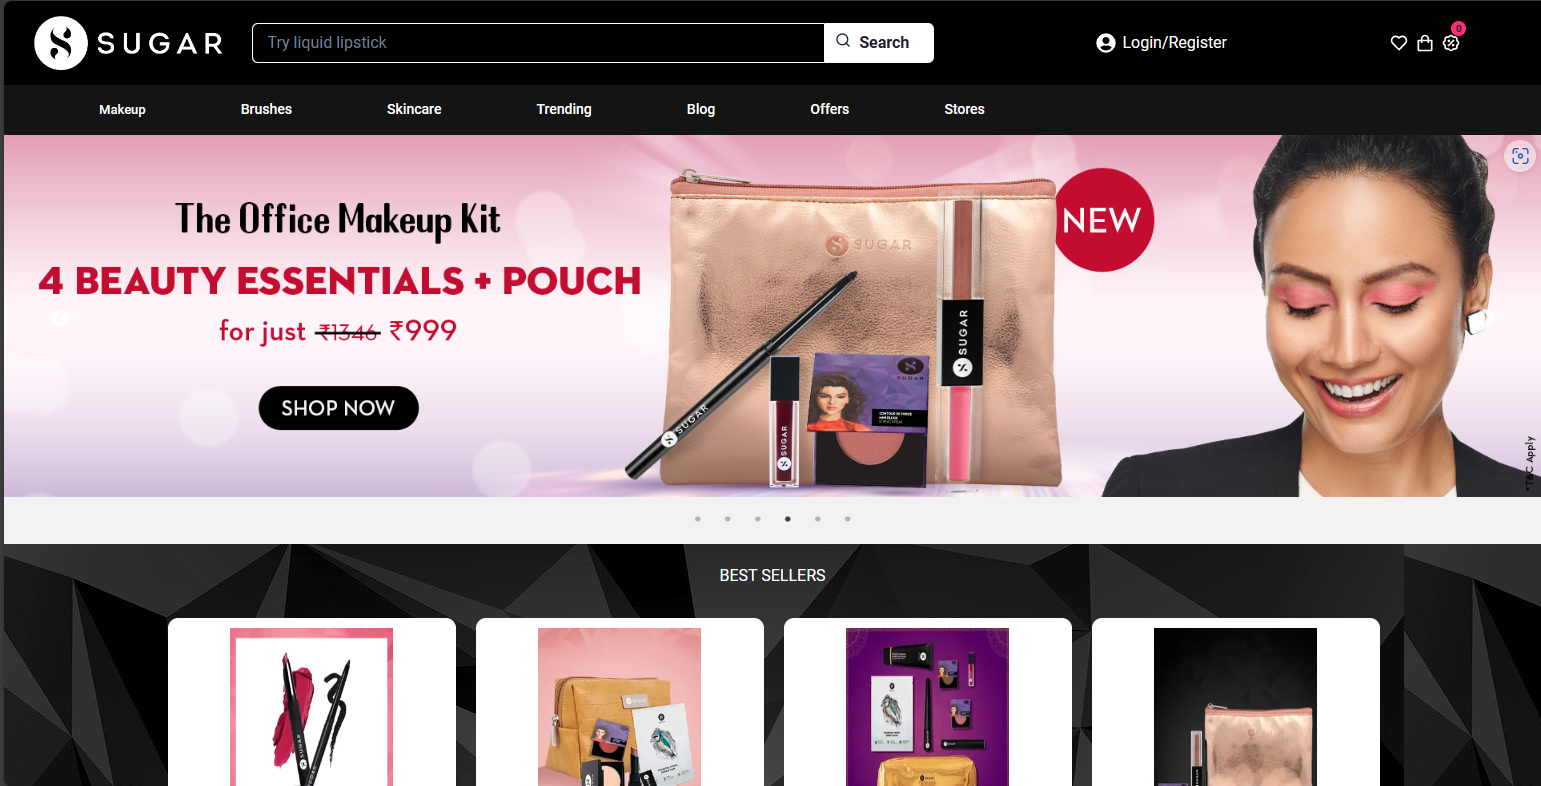 SUGAR
Try liquid lipstick
Search
Login/Register
0
Makeup
Brushes
Skincare
Trending
Blog
Offers
Stores
The Office Makeup Kit
4 BEAUTY ESSENTIALS + POUCH
for just ₹1346 ₹999
SHOP NOW
SUGAR
NEW
SUGAR
SUGAR
SUGAR
SUGAR
*T&C Apply
BEST SELLERS
SUGAR
SUGAR